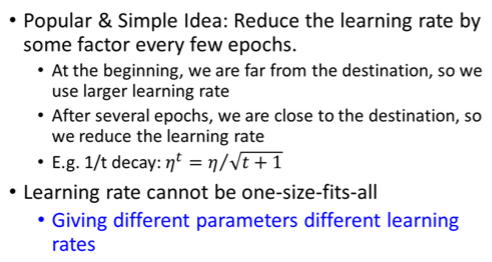 • Popular & Simple Idea: Reduce the learning rate by
some factor every few epochs.
• At the beginning, we are far from the destination, so we
use larger learning rate
• After several epochs, we are close to the destination, so
we reduce the learning rate
• E.g. 1/t decay: ηᵗ = η/√(t + 1)
• Learning rate cannot be one-size-fits-all
• Giving different parameters different learning
rates